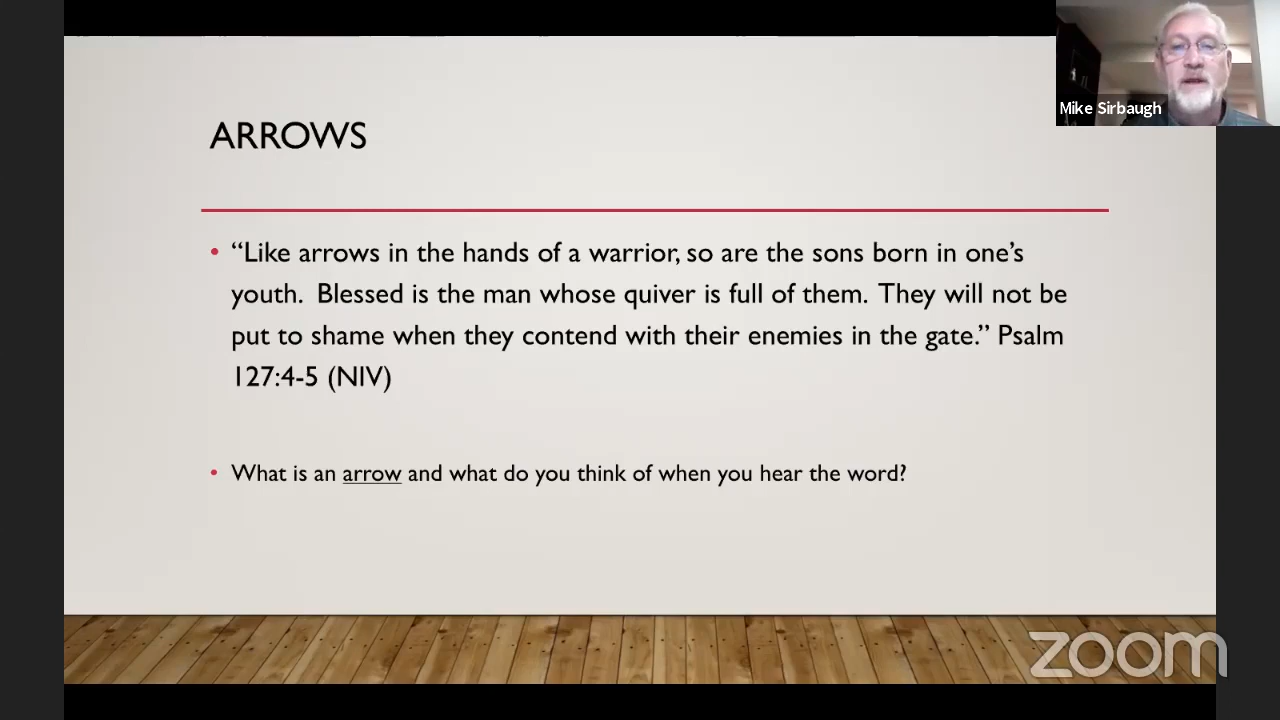 Mike Sirbaugh
ARROWS
• “Like arrows in the hands of a warrior, so are the sons born in one’s
youth.  Blessed is the man whose quiver is full of them.  They will not be
put to shame when they contend with their enemies in the gate.” Psalm
127:4-5 (NIV)
• What is an arrow and what do you think of when you hear the word?
zoom